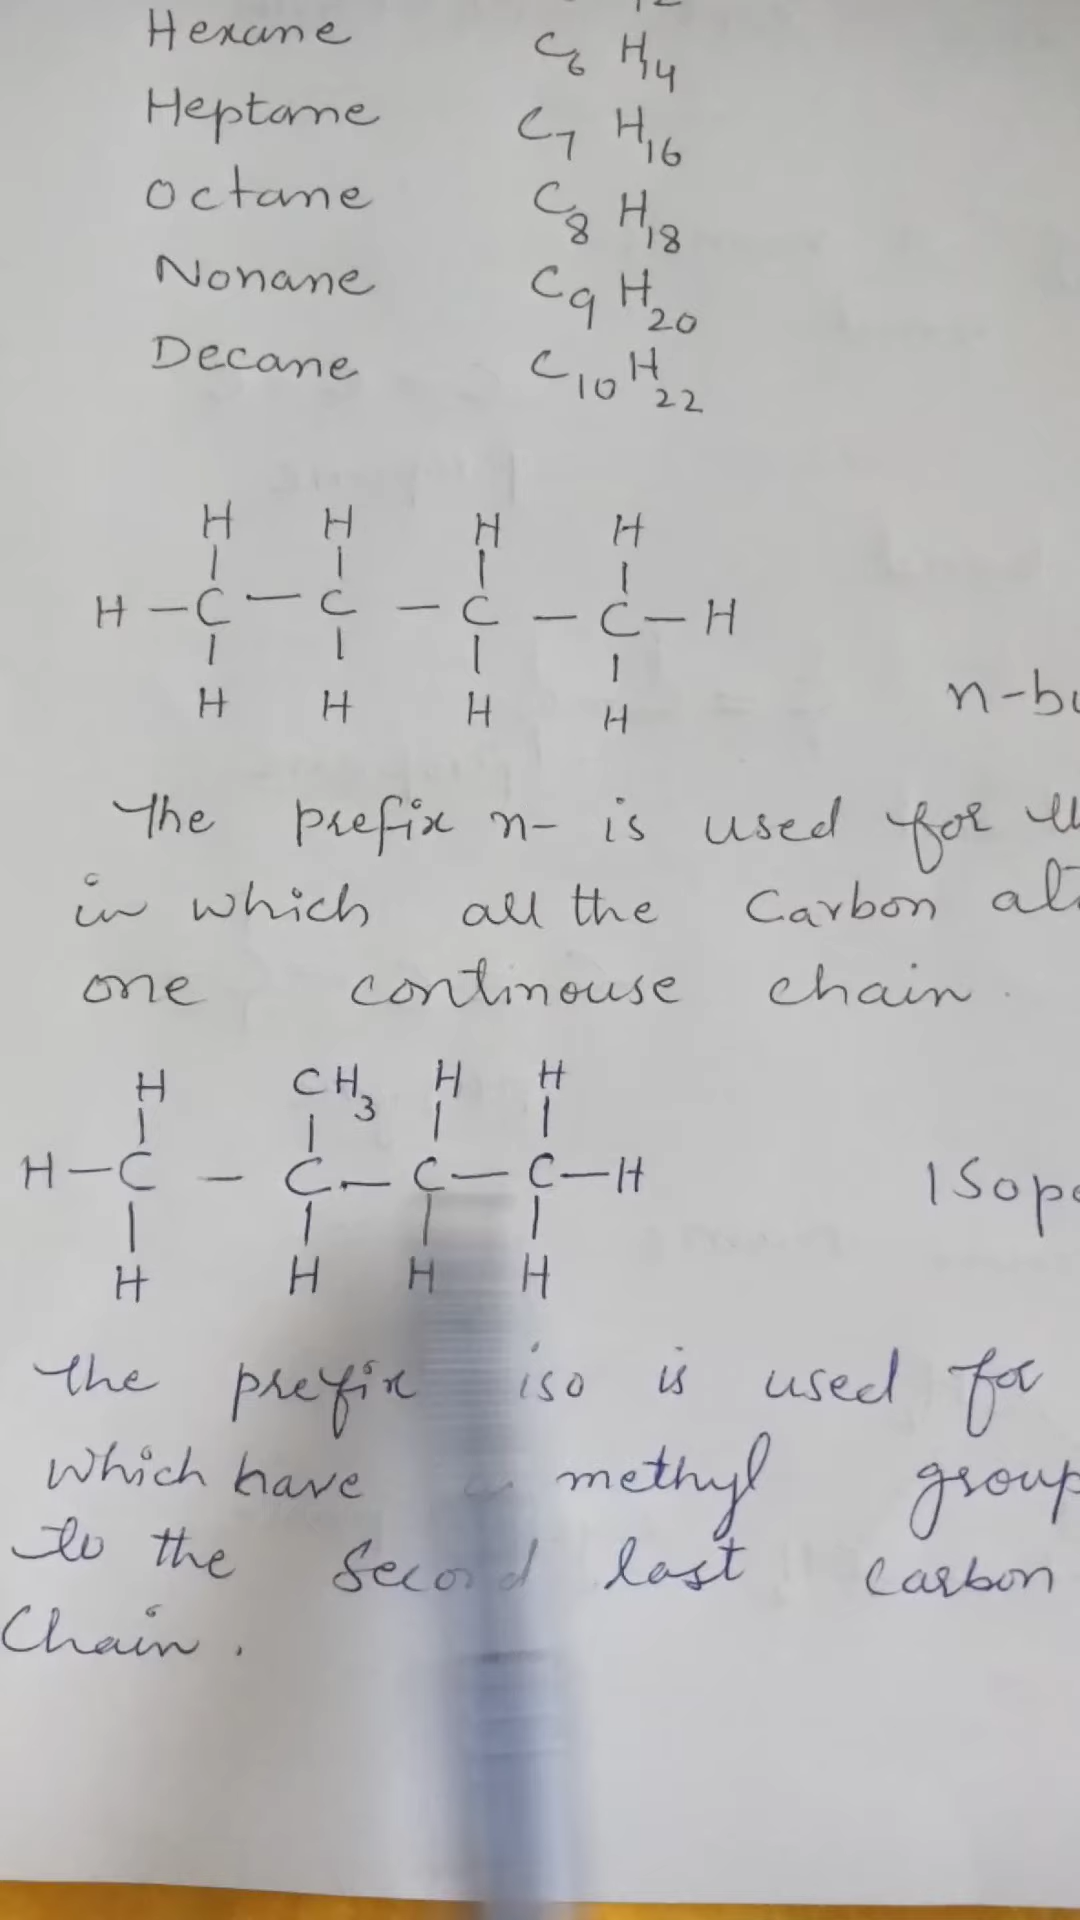 Hexane C6 H14
Heptane C7 H16
Octane C8 H18
Nonane C9 H20
Decane C10 H22
H H H H
H - C - C - C - C - H
H H H H
n-bu
The prefix n- is used for
in which all the Carbon
one continouse chain.
H CH3 H H
H - C - C - C - C - H
H H H H
Isope
The prefix iso is used for
which have a methyl group
to the Second last Carbon
Chain.